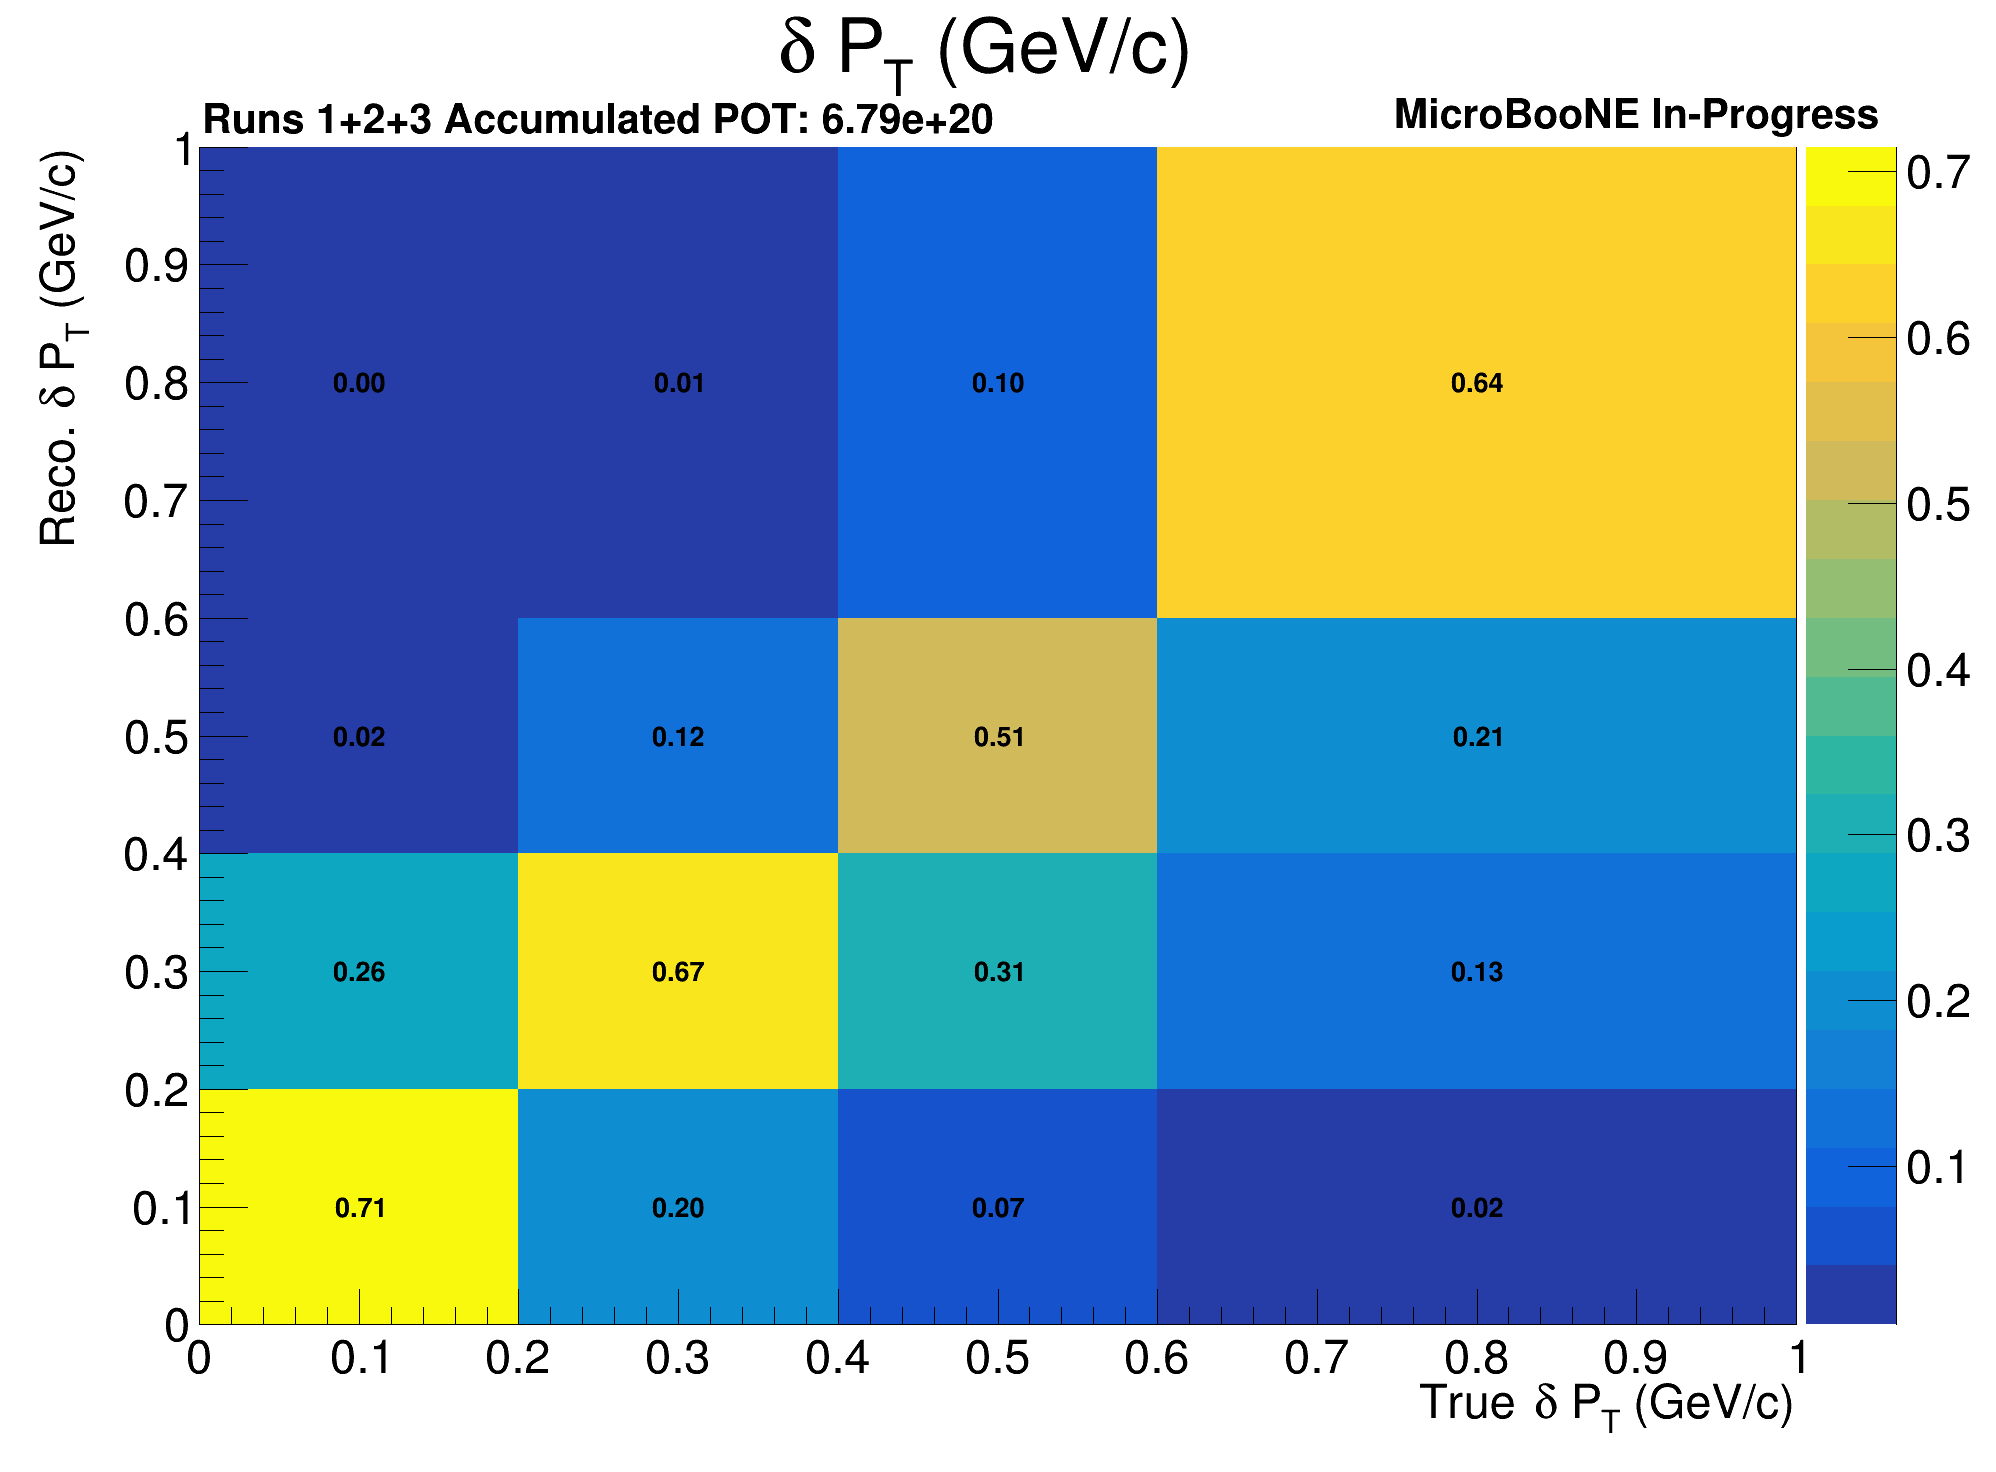 δ P_T (GeV/c)
Runs 1+2+3 Accumulated POT: 6.79e+20
MicroBooNE In-Progress
Reco. δ P_T (GeV/c)
1
0.9
0.8
0.7
0.6
0.5
0.4
0.3
0.2
0.1
0
0.00 0.01 0.10 0.64
0.02 0.12 0.51 0.21
0.26 0.67 0.31 0.13
0.71 0.20 0.07 0.02
0.7
0.6
0.5
0.4
0.3
0.2
0.1
0 0.1 0.2 0.3 0.4 0.5 0.6 0.7 0.8 0.9 1
True δ P_T (GeV/c)